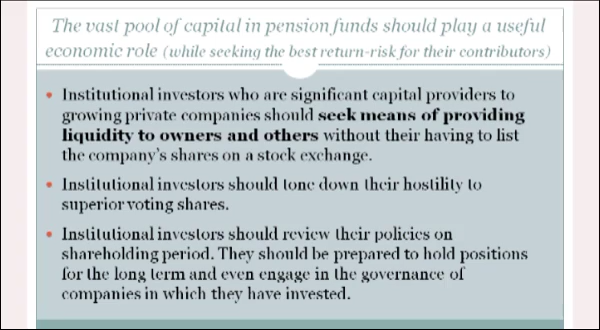 The vast pool of capital in pension funds should play a useful
economic role (while seeking the best return-risk for their contributors)
• Institutional investors who are significant capital providers to
growing private companies should seek means of providing
liquidity to owners and others without their having to list
the company's shares on a stock exchange.
• Institutional investors should tone down their hostility to
superior voting shares.
• Institutional investors should review their policies on
shareholding period. They should be prepared to hold positions
for the long term and even engage in the governance of
companies in which they have invested.